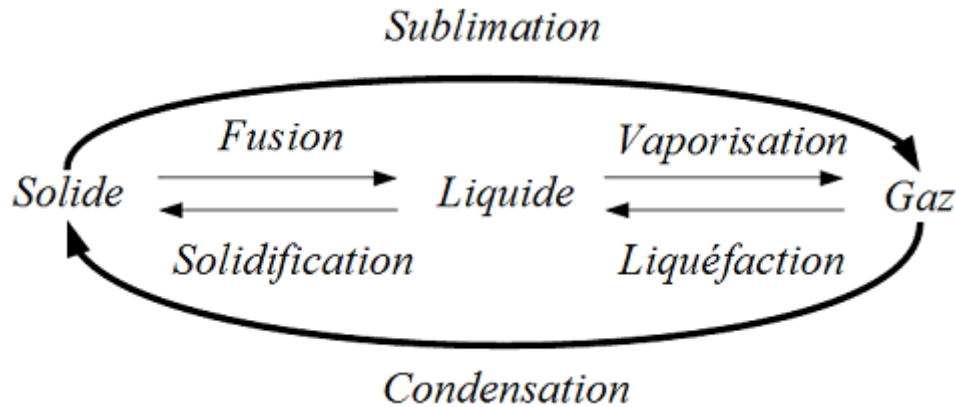 Sublimation
Fusion Vaporisation
Solide Liquide Gaz
Solidification Liquéfaction
Condensation